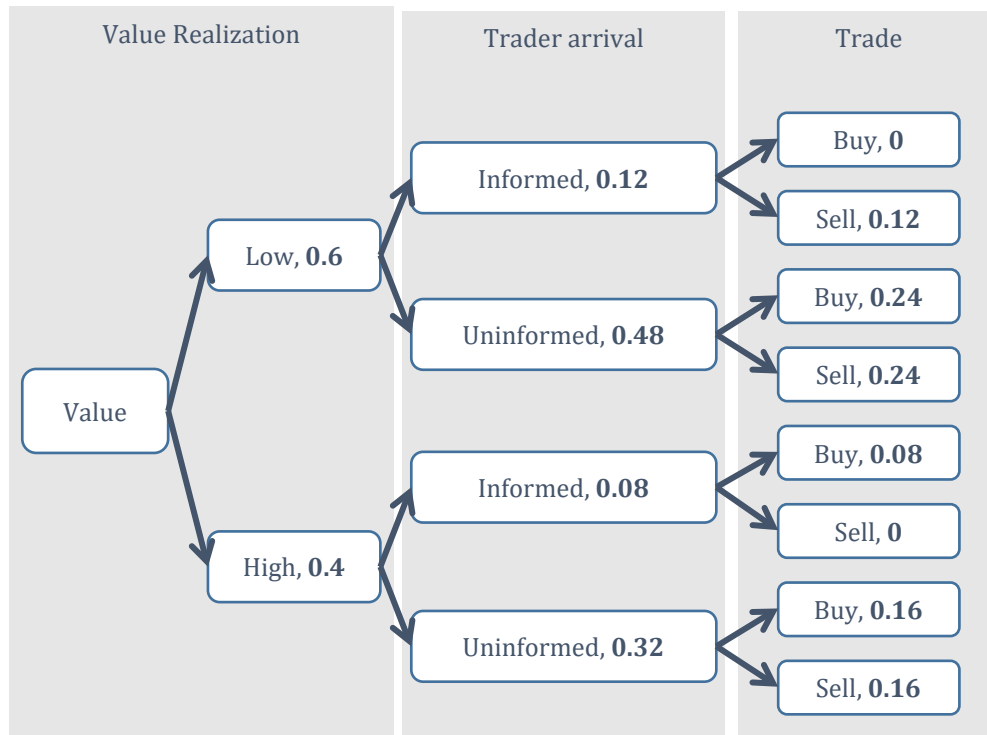 Value Realization
Trader arrival
Trade
Value
Low, 0.6
High, 0.4
Informed, 0.12
Uninformed, 0.48
Informed, 0.08
Uninformed, 0.32
Buy, 0
Sell, 0.12
Buy, 0.24
Sell, 0.24
Buy, 0.08
Sell, 0
Buy, 0.16
Sell, 0.16